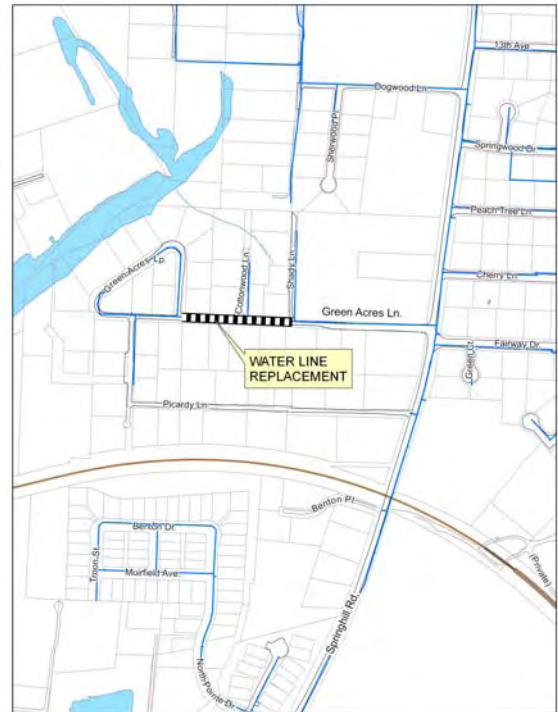 13th Ave.
Dogwood Ln.
Sherwood Pl.
Springwood Dr.
Peach Tree Ln.
Cottonwood Ln.
Shady Ln.
Green Acres Lp.
Cherry Ln.
Green Acres Ln.
Fairway Dr.
Green Ct.
WATER LINE
REPLACEMENT
Picardy Ln.
Benton Pl.
Benton Dr.
(Private)
Troon St.
Muirfield Ave.
Springhill Rd.
North Pointe Dr.